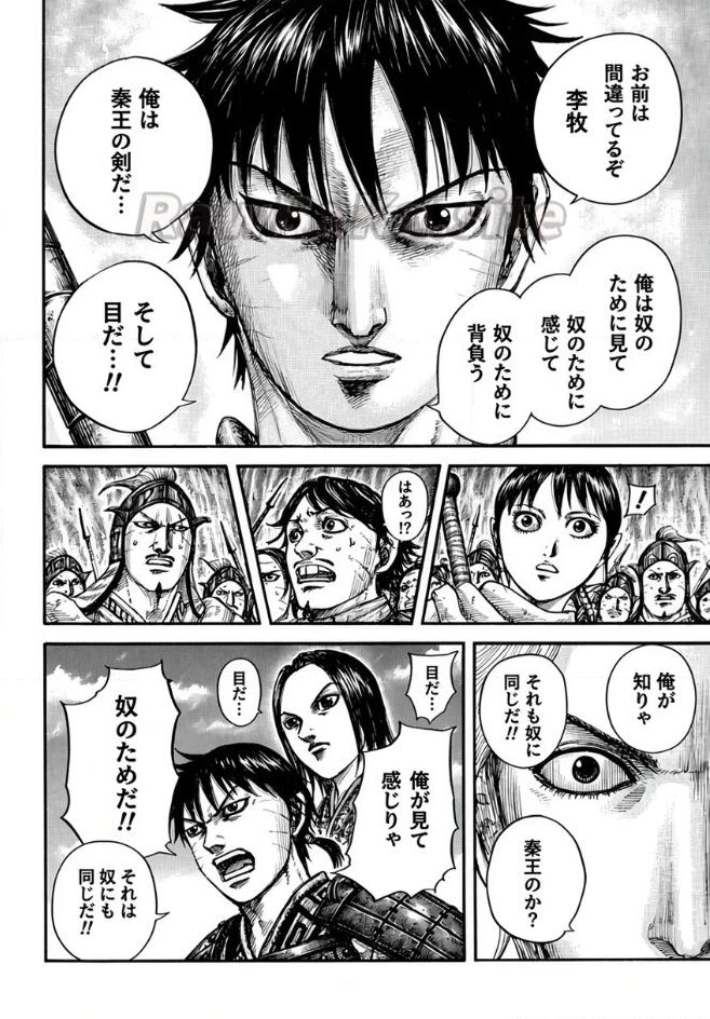 お前は
間違ってるぞ
李牧
俺は奴の
ために見て
奴のために
感じて
奴のために
背負う
俺は
秦王の剣だ…
そして
目だ…!!
!
はあっ!?
俺が
知りゃ
それも奴に
同じだ!!
秦王のか?
目だ…
俺が見て
感じりゃ
目だ…
奴のためだ!!
それは
奴にも
同じだ!!